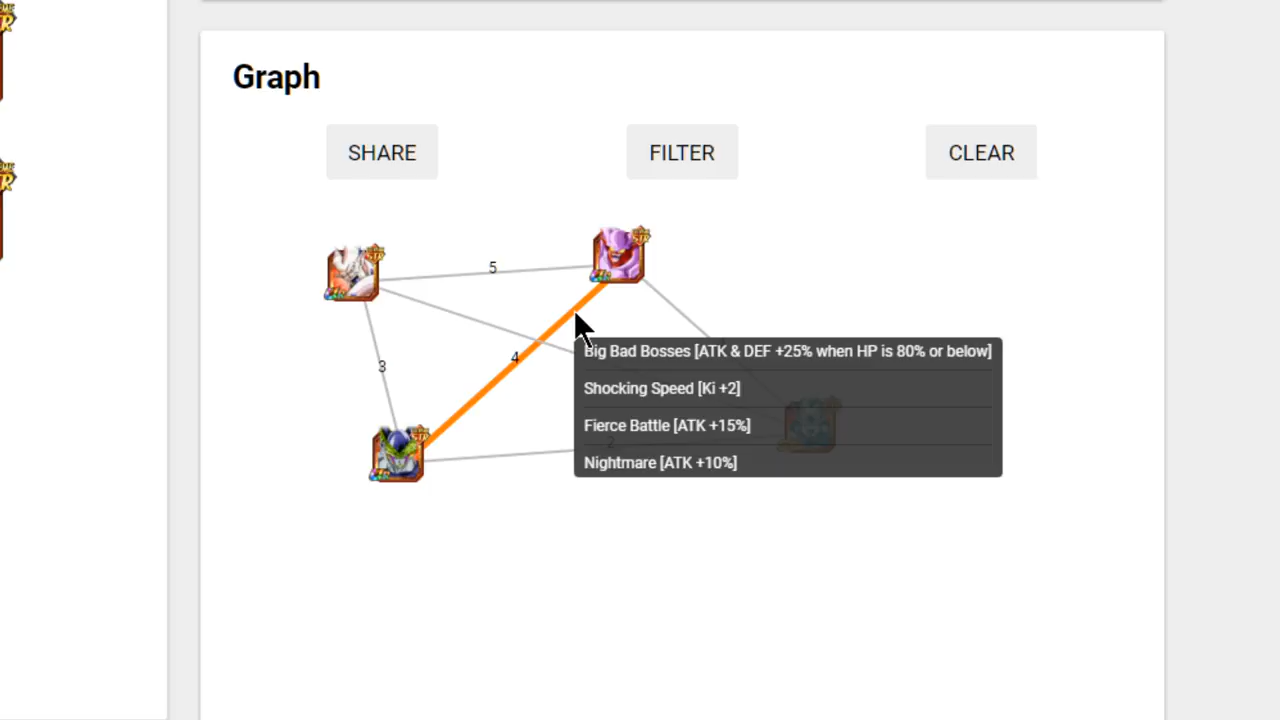 Graph
SHARE
FILTER
CLEAR
5
3
4
Big Bad Bosses [ATK & DEF +25% when HP is 80% or below]
Shocking Speed [Ki +2]
Fierce Battle [ATK +15%]
2
Nightmare [ATK +10%]